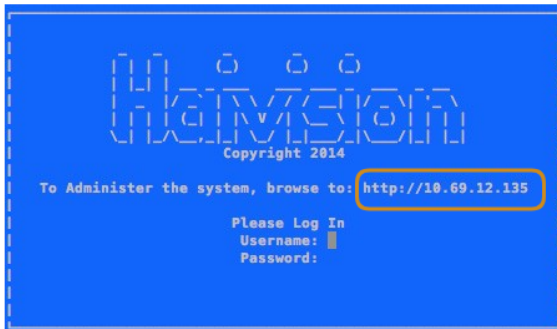 Haivision
Copyright 2014
To Administer the system, browse to: http://10.69.12.135
Please Log In
Username:
Password: